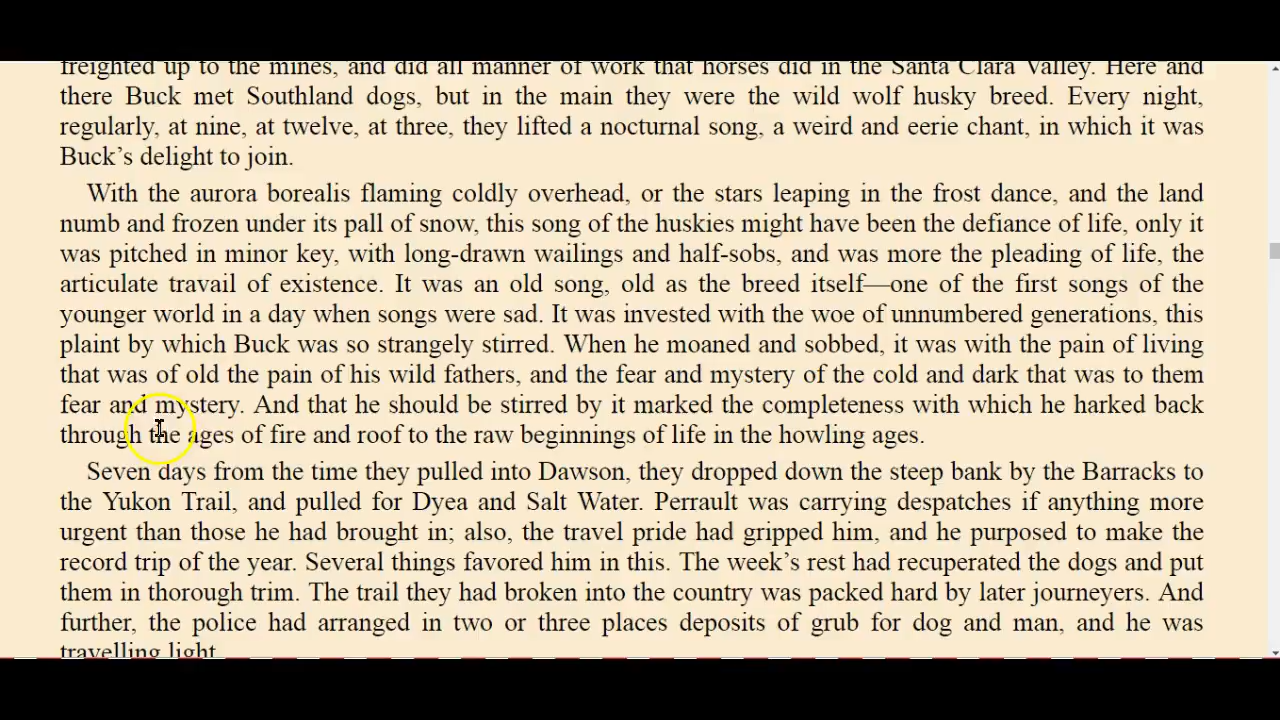 freighted up to the mines, and did all manner of work that horses did in the Santa Clara Valley. Here and
there Buck met Southland dogs, but in the main they were the wild wolf husky breed. Every night,
regularly, at nine, at twelve, at three, they lifted a nocturnal song, a weird and eerie chant, in which it was
Buck’s delight to join.
With the aurora borealis flaming coldly overhead, or the stars leaping in the frost dance, and the land
numb and frozen under its pall of snow, this song of the huskies might have been the defiance of life, only it
was pitched in minor key, with long-drawn wailings and half-sobs, and was more the pleading of life, the
articulate travail of existence. It was an old song, old as the breed itself—one of the first songs of the
younger world in a day when songs were sad. It was invested with the woe of unnumbered generations, this
plaint by which Buck was so strangely stirred. When he moaned and sobbed, it was with the pain of living
that was of old the pain of his wild fathers, and the fear and mystery of the cold and dark that was to them
fear and mystery. And that he should be stirred by it marked the completeness with which he harked back
through the ages of fire and roof to the raw beginnings of life in the howling ages.
Seven days from the time they pulled into Dawson, they dropped down the steep bank by the Barracks to
the Yukon Trail, and pulled for Dyea and Salt Water. Perrault was carrying despatches if anything more
urgent than those he had brought in; also, the travel pride had gripped him, and he purposed to make the
record trip of the year. Several things favored him in this. The week’s rest had recuperated the dogs and put
them in thorough trim. The trail they had broken into the country was packed hard by later journeyers. And
further, the police had arranged in two or three places deposits of grub for dog and man, and he was
travelling light.